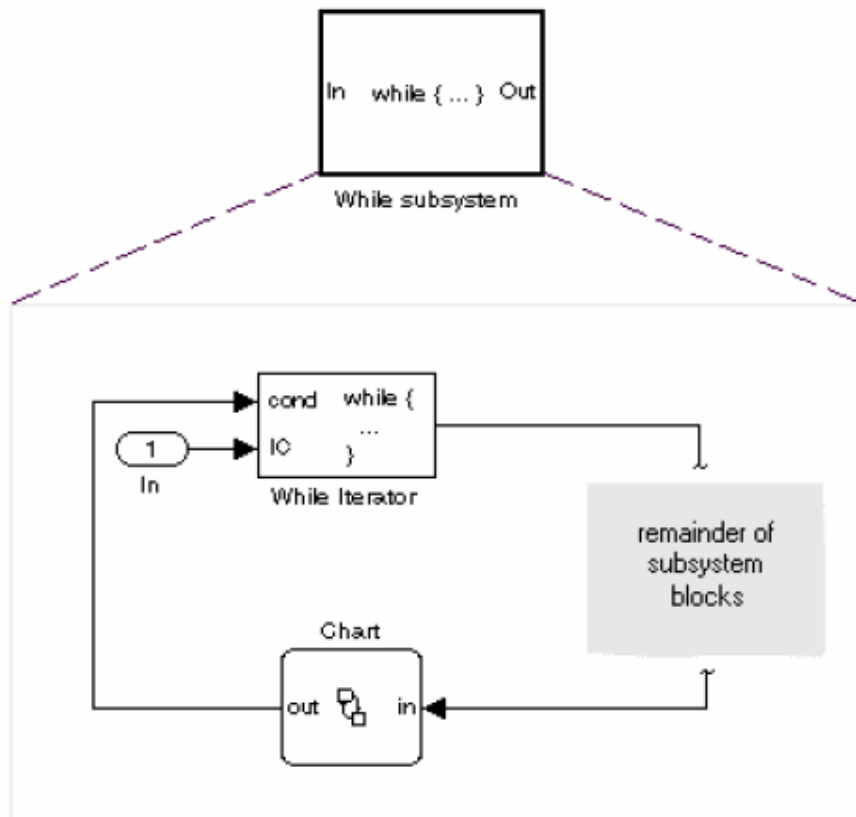 In while { ... } Out
While subsystem
cond while {
...
IC }
1
In
While Iterator
remainder of
subsystem
blocks
Chart
out in